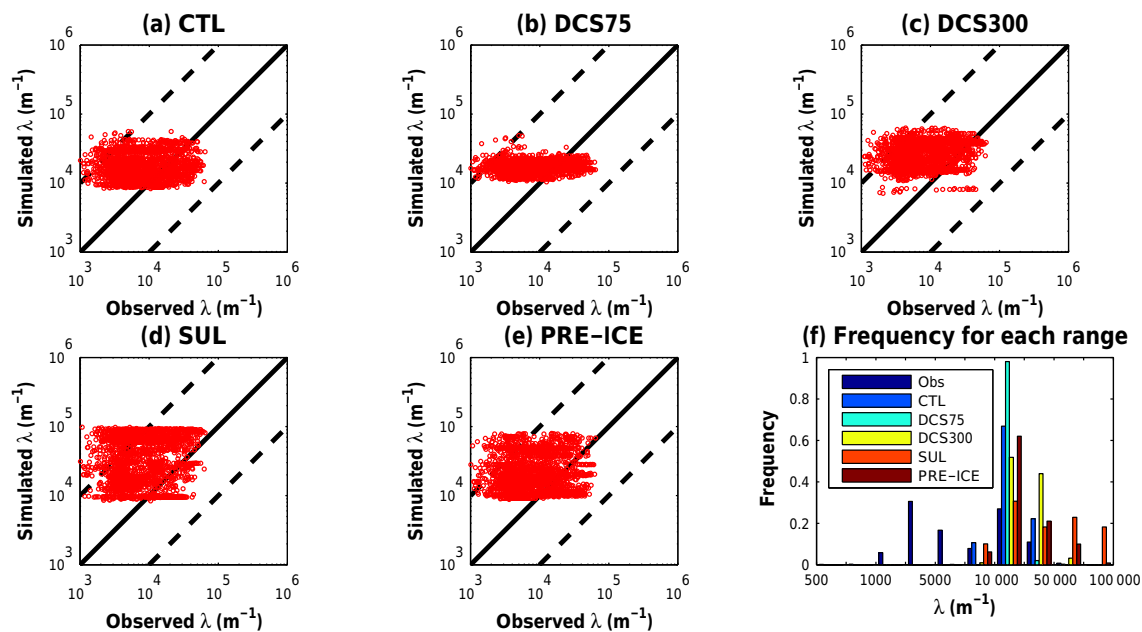 (a) CTL
(b) DCS75
(c) DCS300
10^6
10^5
10^4
10^3
Simulated λ (m^−1)
10^3
10^4
10^5
10^6
Observed λ (m^−1)
10^6
10^5
10^4
10^3
Simulated λ (m^−1)
10^3
10^4
10^5
10^6
Observed λ (m^−1)
10^6
10^5
10^4
10^3
Simulated λ (m^−1)
10^3
10^4
10^5
10^6
Observed λ (m^−1)
(d) SUL
(e) PRE−ICE
(f) Frequency for each range
10^6
10^5
10^4
10^3
Simulated λ (m^−1)
10^3
10^4
10^5
10^6
Observed λ (m^−1)
10^6
10^5
10^4
10^3
Simulated λ (m^−1)
10^3
10^4
10^5
10^6
Observed λ (m^−1)
1
0.8
0.6
0.4
0.2
0
Frequency
Obs
CTL
DCS75
DCS300
SUL
PRE−ICE
500
1000
5000
10 000
50 000
100 000
λ (m^−1)